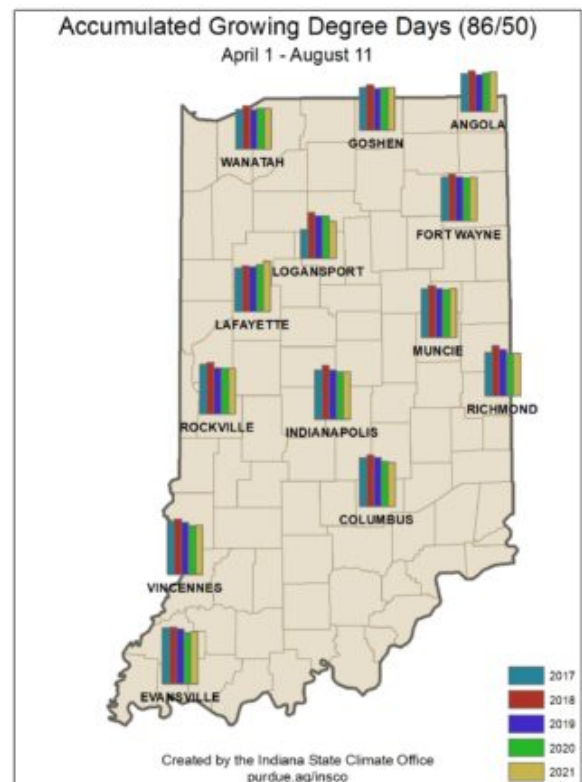 Accumulated Growing Degree Days (86/50)
April 1 - August 11
ANGOLA
GOSHEN
WANATAH
FORT WAYNE
LOGANSPORT
LAFAYETTE
MUNCIE
RICHMOND
ROCKVILLE
INDIANAPOLIS
COLUMBUS
VINCENNES
EVANSVILLE
2017
2018
2019
2020
2021
Created by the Indiana State Climate Office
purdue.ag/insco